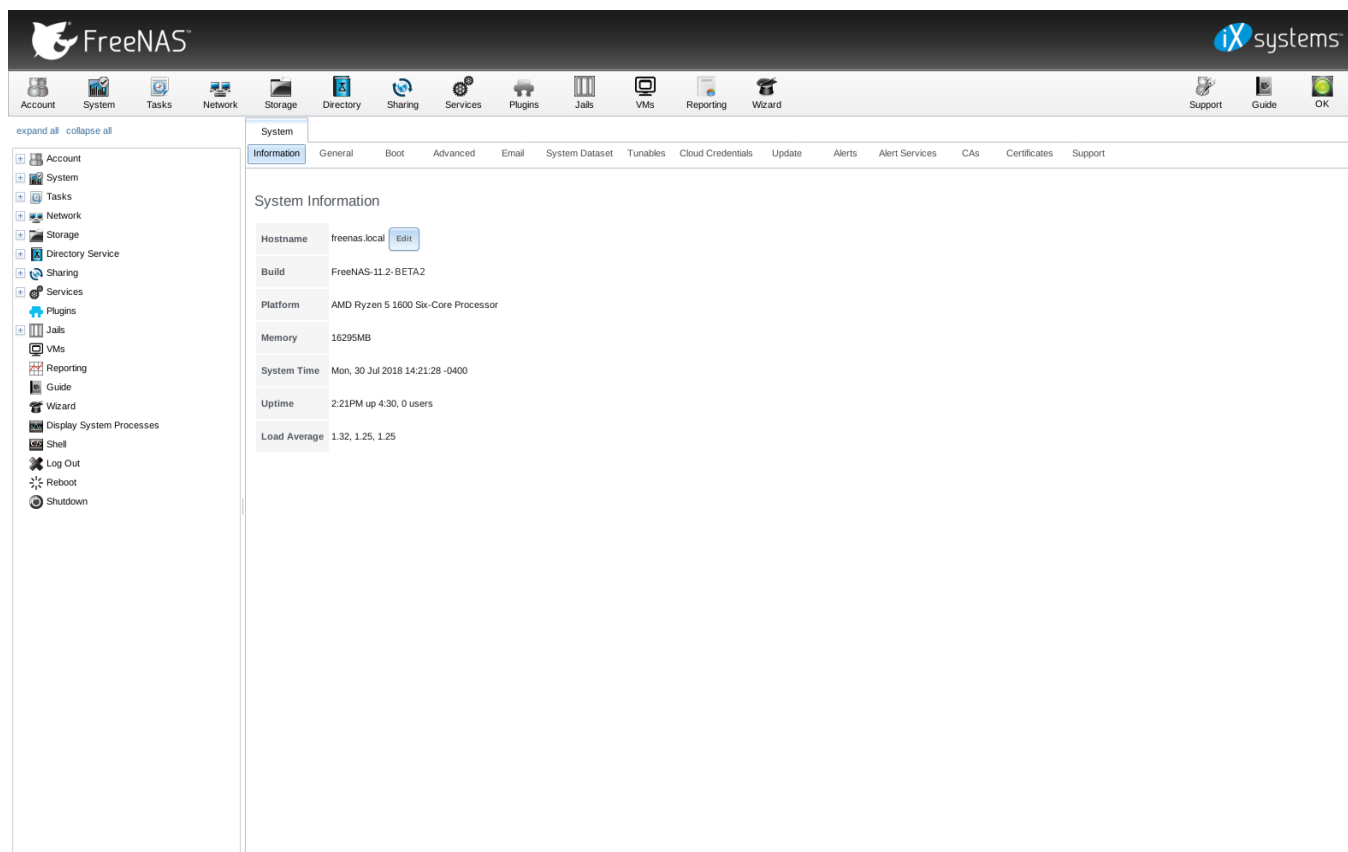 FreeNAS™
iXsystems™
Account System Tasks Network Storage Directory Sharing Services Plugins Jails VMs Reporting Wizard Support Guide OK
expand all collapse all
System
Information General Boot Advanced Email System Dataset Tunables Cloud Credentials Update Alerts Alert Services CAs Certificates Support
Account
System
Tasks
Network
Storage
Directory Service
Sharing
Services
Plugins
Jails
VMs
Reporting
Guide
Wizard
Display System Processes
Shell
Log Out
Reboot
Shutdown
System Information
Hostname freenas.local Edit
Build FreeNAS-11.2-BETA2
Platform AMD Ryzen 5 1600 Six-Core Processor
Memory 16295MB
System Time Mon, 30 Jul 2018 14:21:28 -0400
Uptime 2:21PM up 4:30, 0 users
Load Average 1.32, 1.25, 1.25